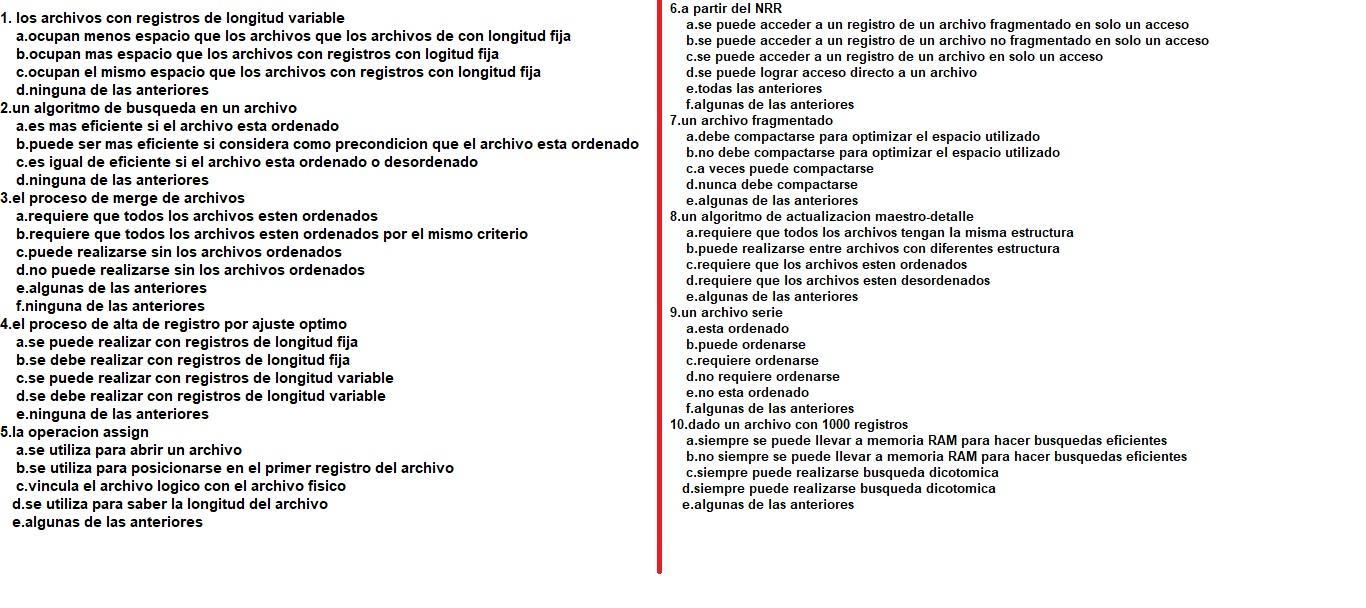 1. los archivos con registros de longitud variable
a.ocupan menos espacio que los archivos que los archivos de con longitud fija
b.ocupan mas espacio que los archivos con registros con logitud fija
c.ocupan el mismo espacio que los archivos con registros con longitud fija
d.ninguna de las anteriores
2.un algoritmo de busqueda en un archivo
a.es mas eficiente si el archivo esta ordenado
b.puede ser mas eficiente si considera como precondicion que el archivo esta ordenado
c.es igual de eficiente si el archivo esta ordenado o desordenado
d.ninguna de las anteriores
3.el proceso de merge de archivos
a.requiere que todos los archivos esten ordenados
b.requiere que todos los archivos esten ordenados por el mismo criterio
c.puede realizarse sin los archivos ordenados
d.no puede realizarse sin los archivos ordenados
e.algunas de las anteriores
f.ninguna de las anteriores
4.el proceso de alta de registro por ajuste optimo
a.se puede realizar con registros de longitud fija
b.se debe realizar con registros de longitud fija
c.se puede realizar con registros de longitud variable
d.se debe realizar con registros de longitud variable
e.ninguna de las anteriores
5.la operacion assign
a.se utiliza para abrir un archivo
b.se utiliza para posicionarse en el primer registro del archivo
c.vincula el archivo logico con el archivo fisico
d.se utiliza para saber la longitud del archivo
e.algunas de las anteriores
6.a partir del NRR
a.se puede acceder a un registro de un archivo fragmentado en solo un acceso
b.se puede acceder a un registro de un archivo no fragmentado en solo un acceso
c.se puede acceder a un registro de un archivo en solo un acceso
d.se puede lograr acceso directo a un archivo
e.todas las anteriores
f.algunas de las anteriores
7.un archivo fragmentado
a.debe compactarse para optimizar el espacio utilizado
b.no debe compactarse para optimizar el espacio utilizado
c.a veces puede compactarse
d.nunca debe compactarse
e.algunas de las anteriores
8.un algoritmo de actualizacion maestro-detalle
a.requiere que todos los archivos tengan la misma estructura
b.puede realizarse entre archivos con diferentes estructura
c.requiere que los archivos esten ordenados
d.requiere que los archivos esten desordenados
e.algunas de las anteriores
9.un archivo serie
a.esta ordenado
b.puede ordenarse
c.requiere ordenarse
d.no requiere ordenarse
e.no esta ordenado
f.algunas de las anteriores
10.dado un archivo con 1000 registros
a.siempre se puede llevar a memoria RAM para hacer busquedas eficientes
b.no siempre se puede llevar a memoria RAM para hacer busquedas eficientes
c.siempre puede realizarse busqueda dicotomica
d.siempre puede realizarse busqueda dicotomica
e.algunas de las anteriores